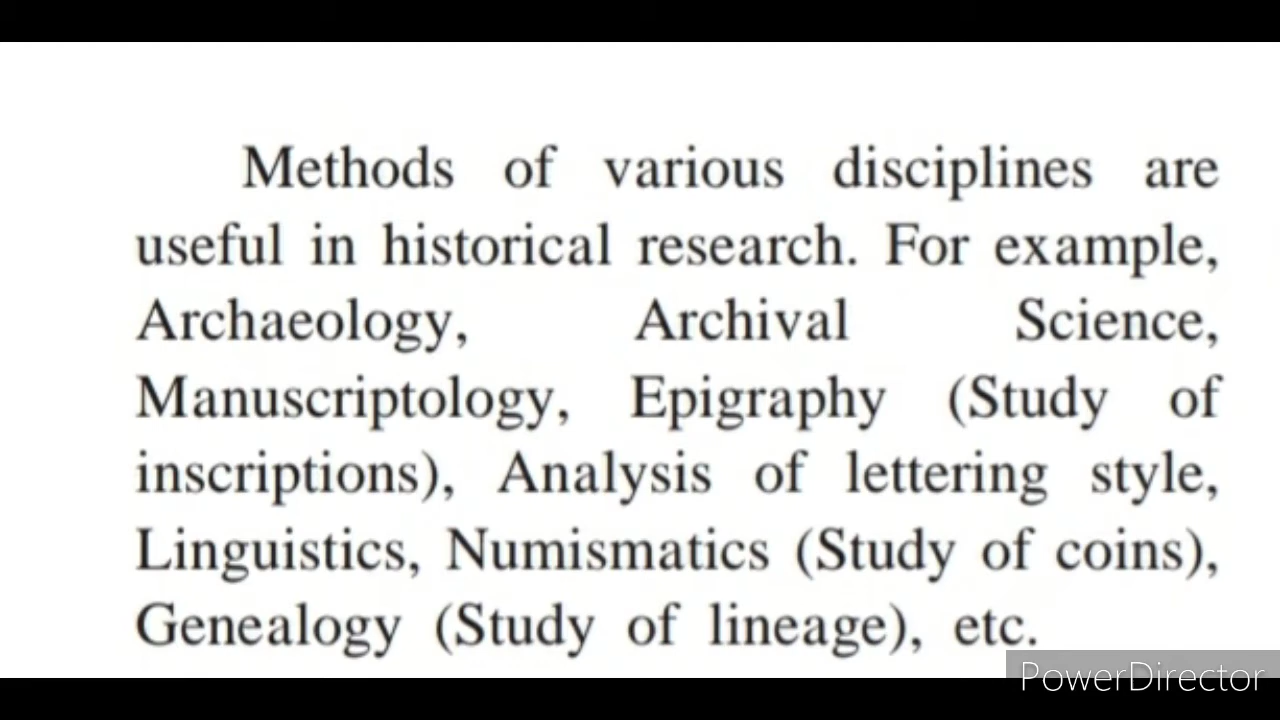 Methods of various disciplines are
useful in historical research. For example,
Archaeology, Archival Science,
Manuscriptology, Epigraphy (Study of
inscriptions), Analysis of lettering style,
Linguistics, Numismatics (Study of coins),
Genealogy (Study of lineage), etc.
PowerDirector